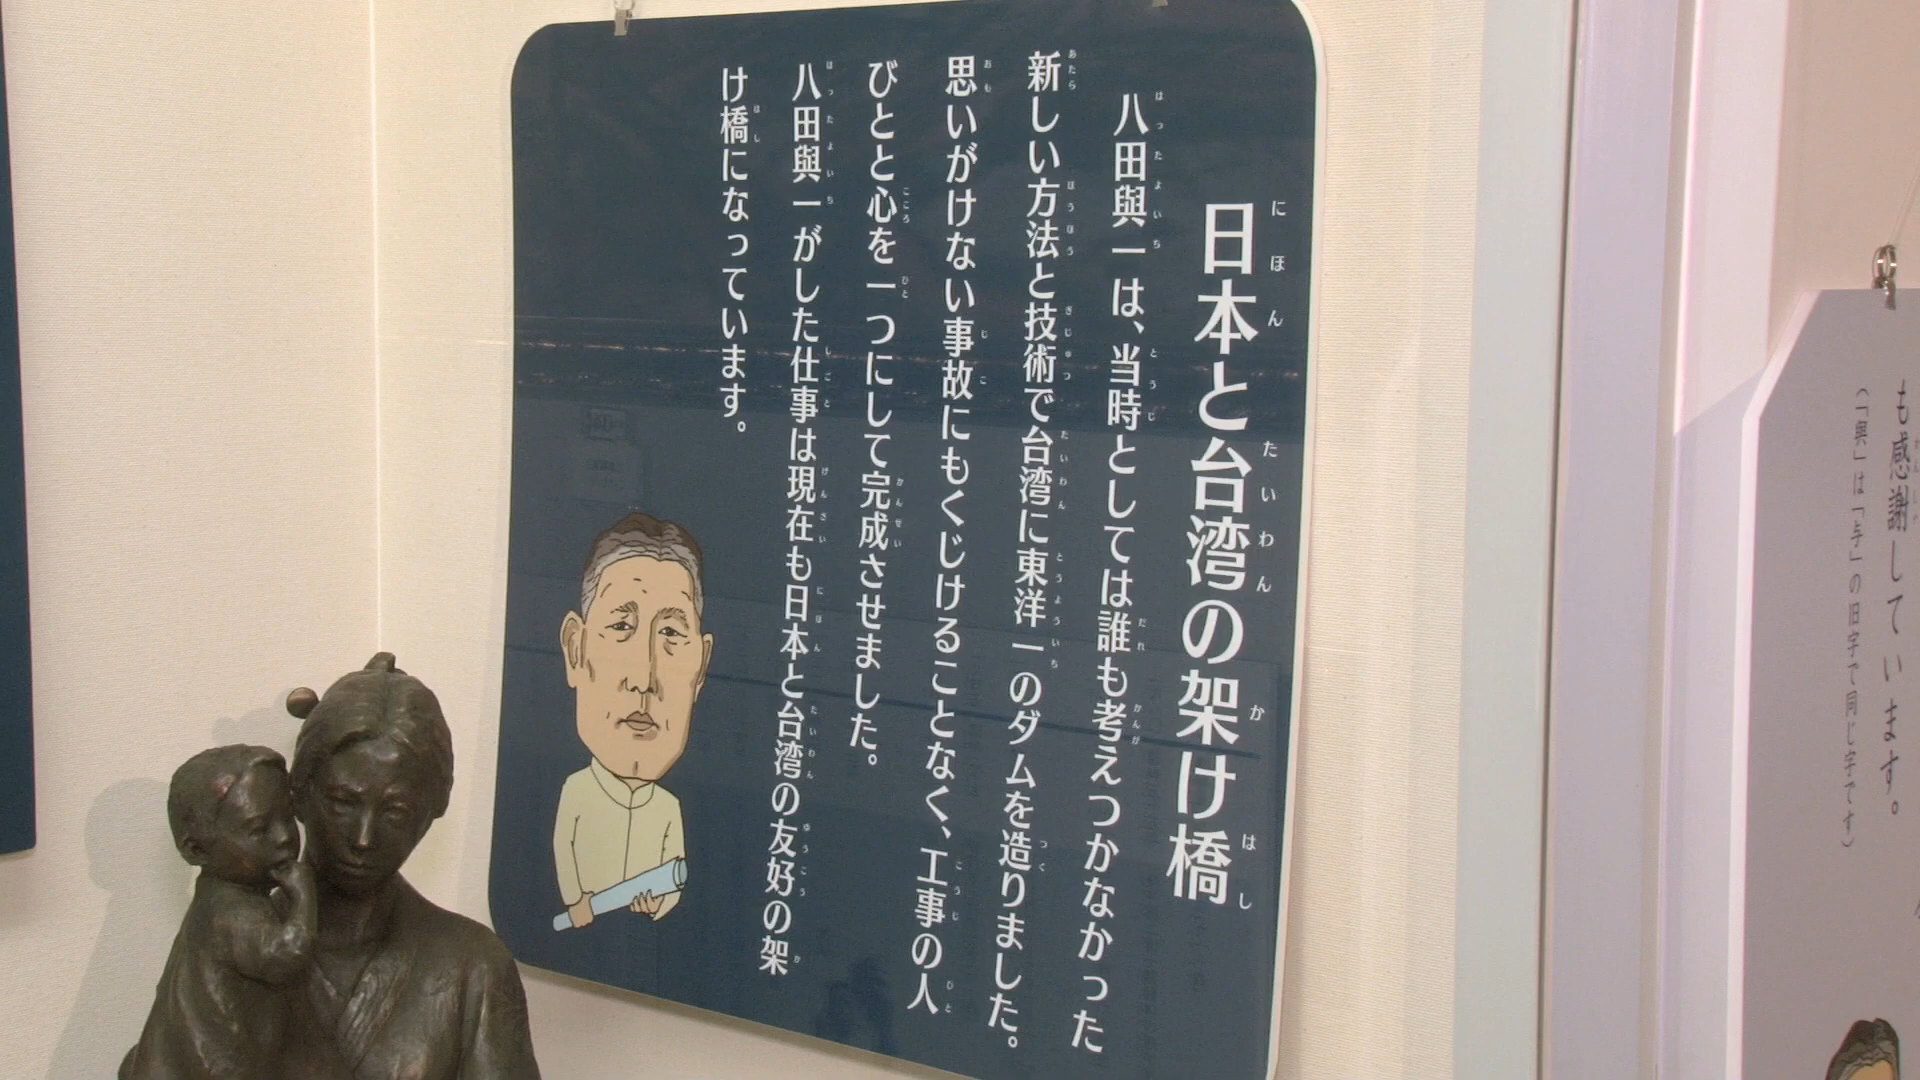 日本と台湾の架け橋
八田與一は、当時としては誰も考えつかなかった
新しい方法と技術で台湾に東洋一のダムを造りました。
思いがけない事故にもくじけることなく、工事の人
びとと心を一つにして完成させました。
八田與一がした仕事は現在も日本と台湾の友好の架
け橋になっています。
も感謝しています。
(「與」は「与」の旧字で同じ字です)